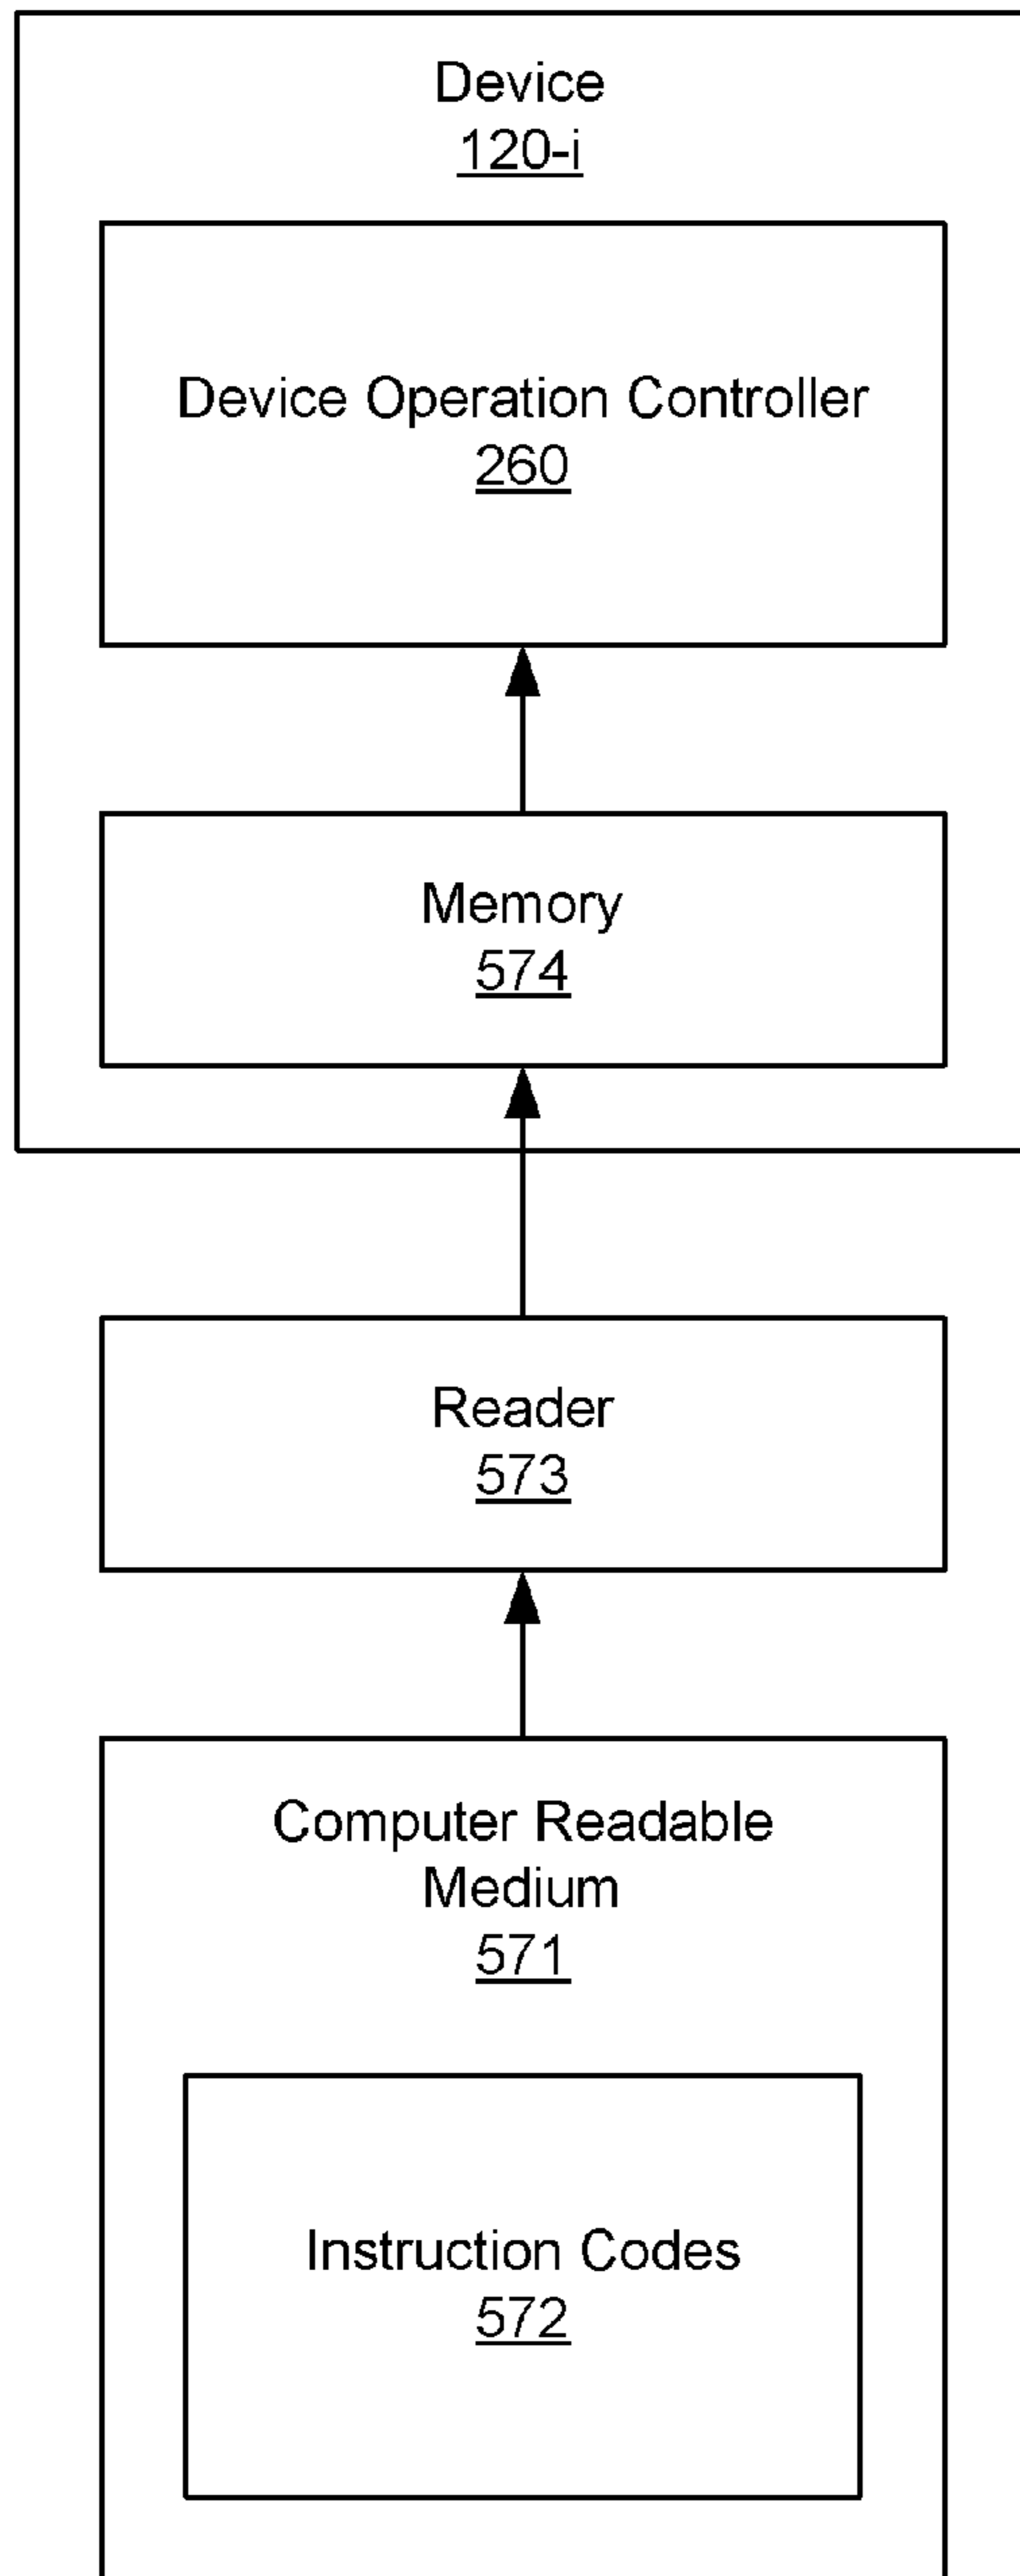 Device
120-i
Device Operation Controller
260
Memory
574
Reader
573
Computer Readable
Medium
571
Instruction Codes
572